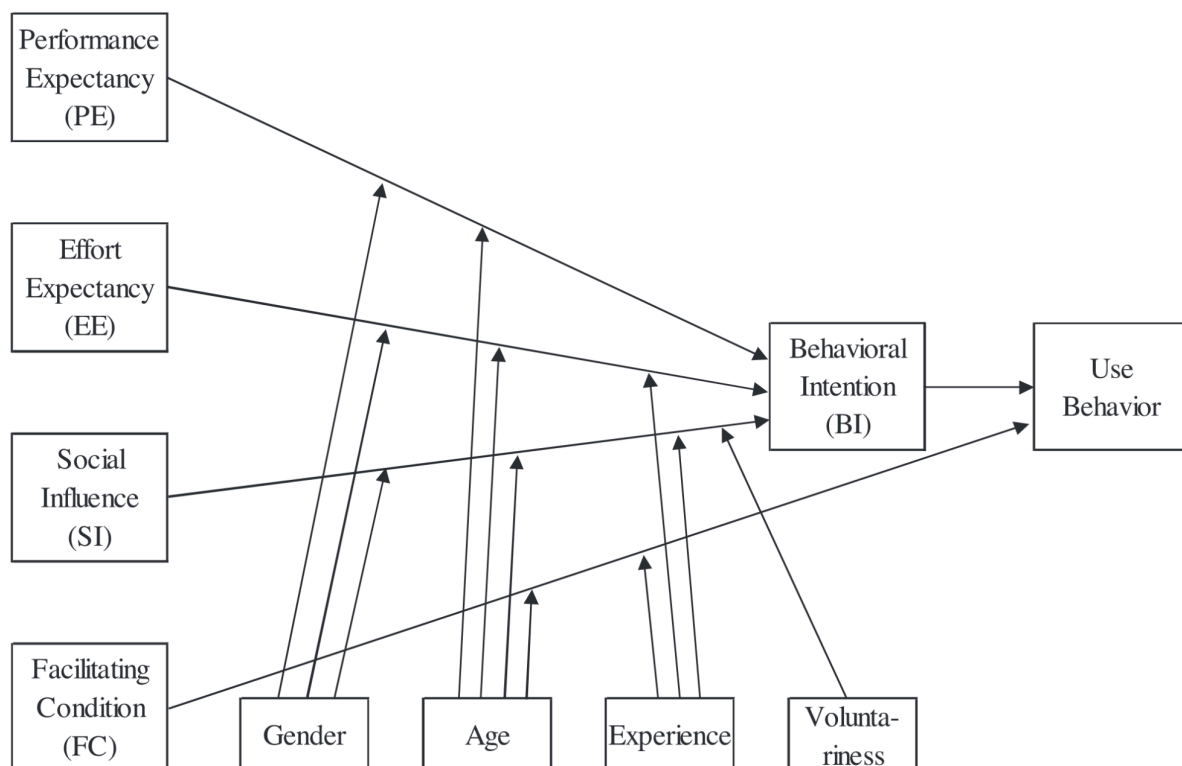 Performance
Expectancy
(PE)
Effort
Expectancy
(EE)
Social
Influence
(SI)
Facilitating
Condition
(FC)
Behavioral
Intention
(BI)
Use
Behavior
Gender
Age
Experience
Volunta-
riness